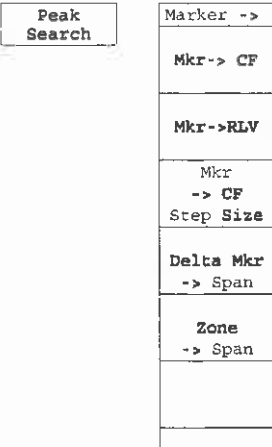 Peak
Search
Marker ->
Mkr-> CF
Mkr->RLV
Mkr
-> CF
Step Size
Delta Mkr
-> Span
Zone
-> Span